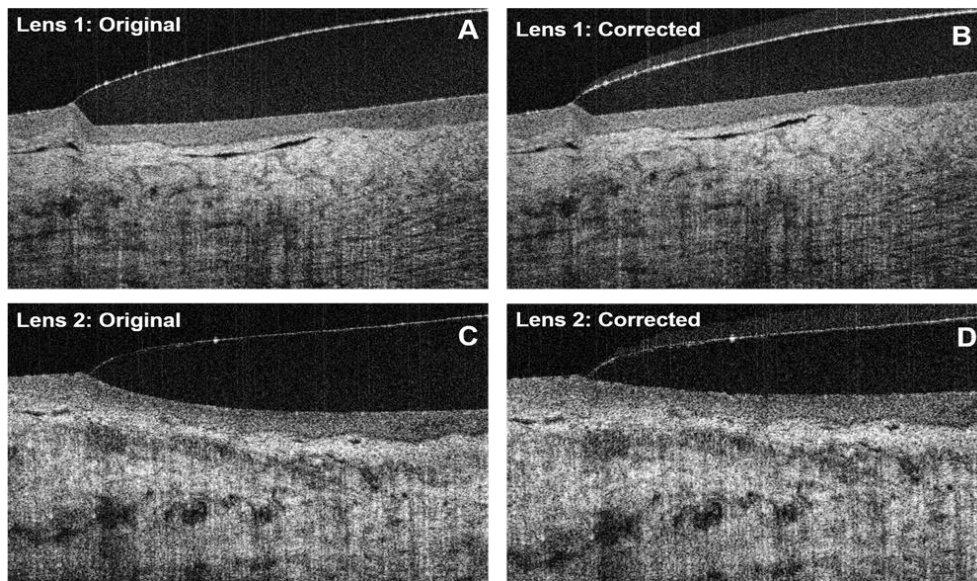 Lens 1: Original
A
Lens 1: Corrected
B
Lens 2: Original
C
Lens 2: Corrected
D